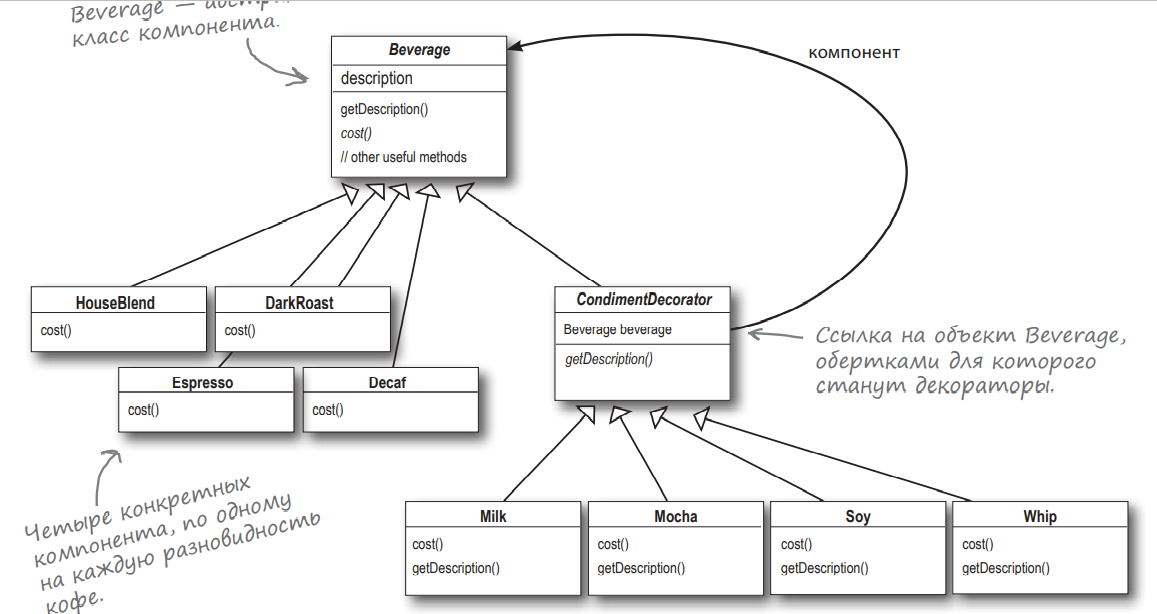 Beverage —
класс компонента.
Beverage
description
getDescription()
cost()
// other useful methods
компонент
HouseBlend
cost()
DarkRoast
cost()
Espresso
cost()
Decaf
cost()
CondimentDecorator
Beverage beverage
getDescription()
Ссылка на объект Beverage,
обертками для которого
станут декораторы.
Четыре конкретных
компонента, по одному
на каждую разновидность
кофе.
Milk
cost()
getDescription()
Mocha
cost()
getDescription()
Soy
cost()
getDescription()
Whip
cost()
getDescription()